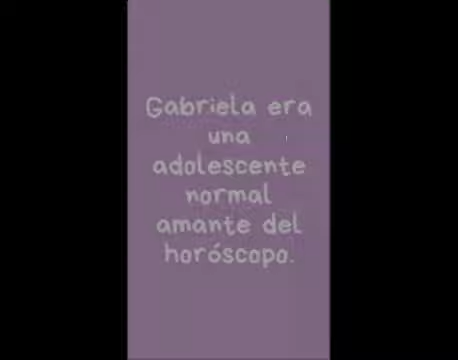 Gabriela era
una
adolescente
normal
amante del
horóscopo.